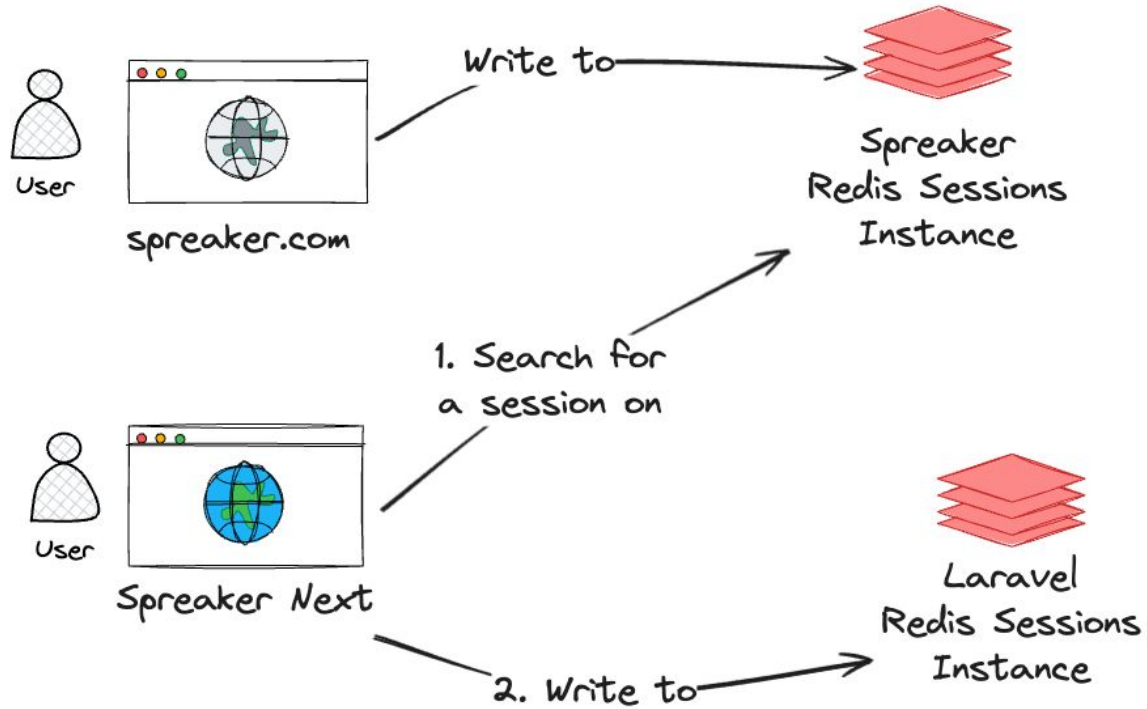 Write to
Spreaker
Redis Sessions
Instance
User
spreaker.com
1. Search for
a session on
User
Spreaker Next
Laravel
Redis Sessions
Instance
2. Write to